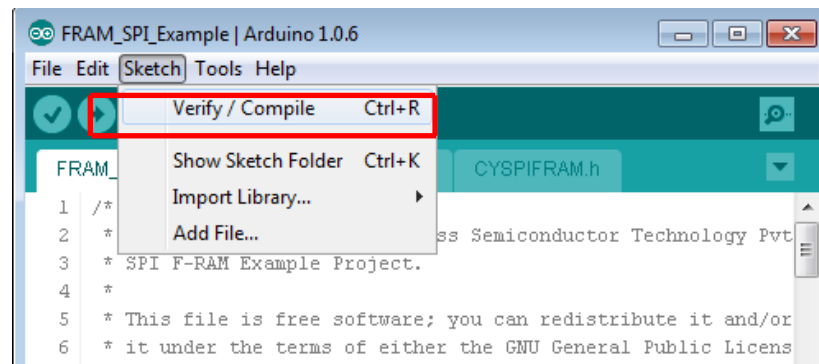 FRAM_SPI_Example | Arduino 1.0.6
File Edit Sketch Tools Help
Verify / Compile Ctrl+R
Show Sketch Folder Ctrl+K
Import Library...
Add File...
FRAM_ CYSPIFRAM.h
1 /*
2 * ss Semiconductor Technology Pvt
3 * SPI F-RAM Example Project.
4 *
5 * This file is free software; you can redistribute it and/or
6 * it under the terms of either the GNU General Public Licens